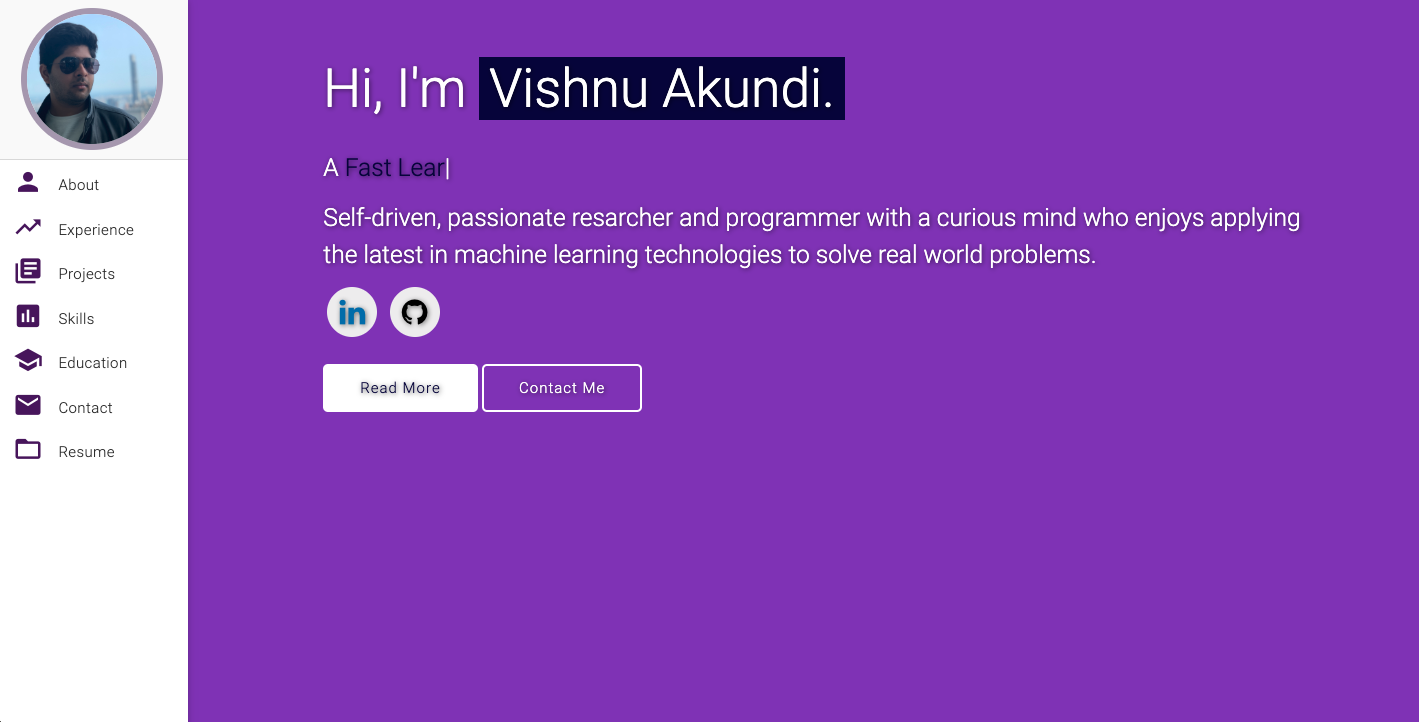 Hi, I'm Vishnu Akundi.
A Fast Lear|
Self-driven, passionate resarcher and programmer with a curious mind who enjoys applying
the latest in machine learning technologies to solve real world problems.
in
Read More Contact Me
About
Experience
Projects
Skills
Education
Contact
Resume